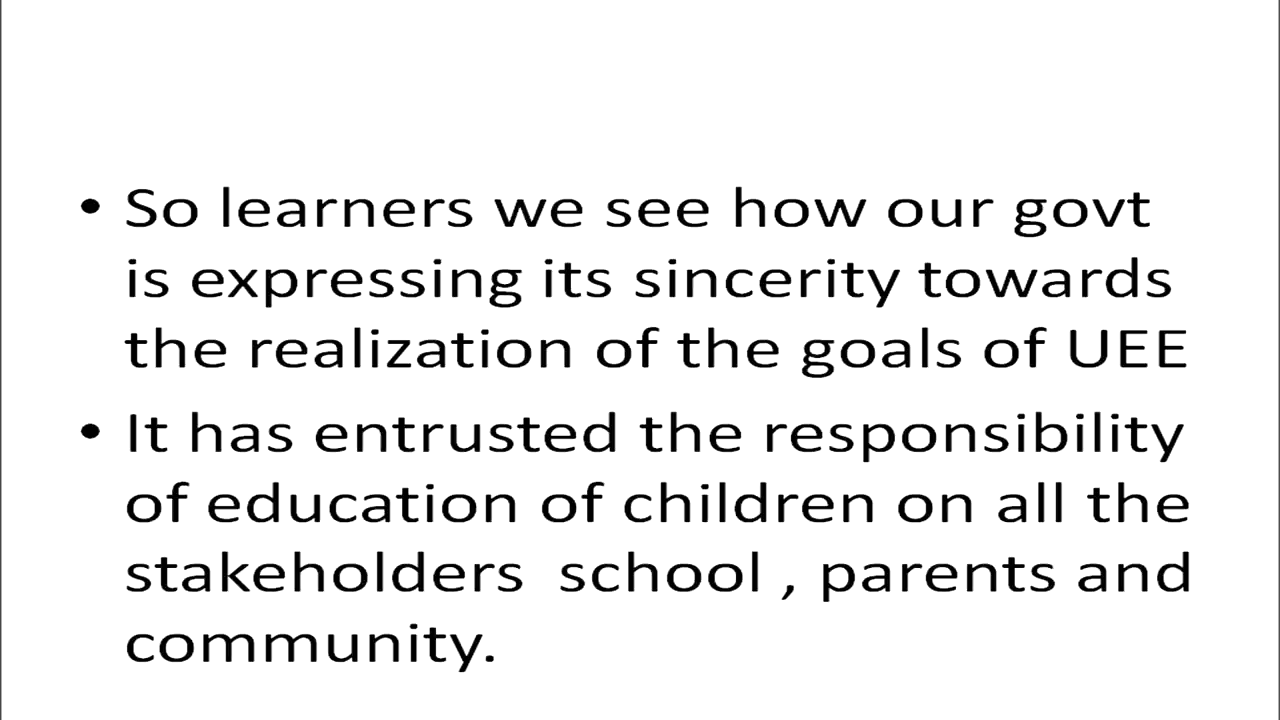 • So learners we see how our govt
is expressing its sincerity towards
the realization of the goals of UEE
• It has entrusted the responsibility
of education of children on all the
stakeholders  school , parents and
community.